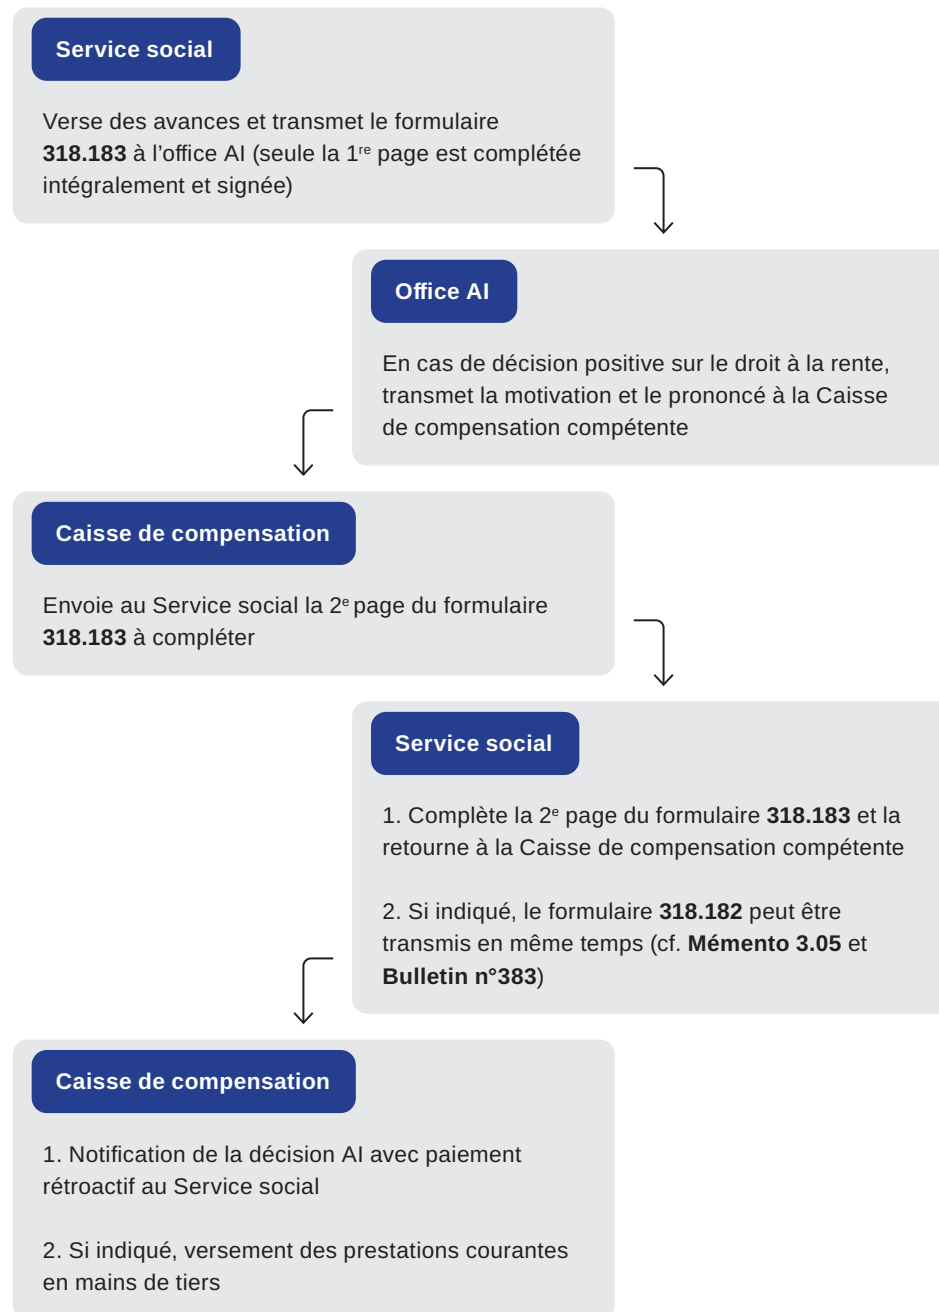 Service social
Verse des avances et transmet le formulaire
318.183 à l’office AI (seule la 1re page est complétée
intégralement et signée)
Office AI
En cas de décision positive sur le droit à la rente,
transmet la motivation et le prononcé à la Caisse
de compensation compétente
Caisse de compensation
Envoie au Service social la 2e page du formulaire
318.183 à compléter
Service social
1. Complète la 2e page du formulaire 318.183 et la
retourne à la Caisse de compensation compétente
2. Si indiqué, le formulaire 318.182 peut être
transmis en même temps (cf. Mémento 3.05 et
Bulletin n°383)
Caisse de compensation
1. Notification de la décision AI avec paiement
rétroactif au Service social
2. Si indiqué, versement des prestations courantes
en mains de tiers